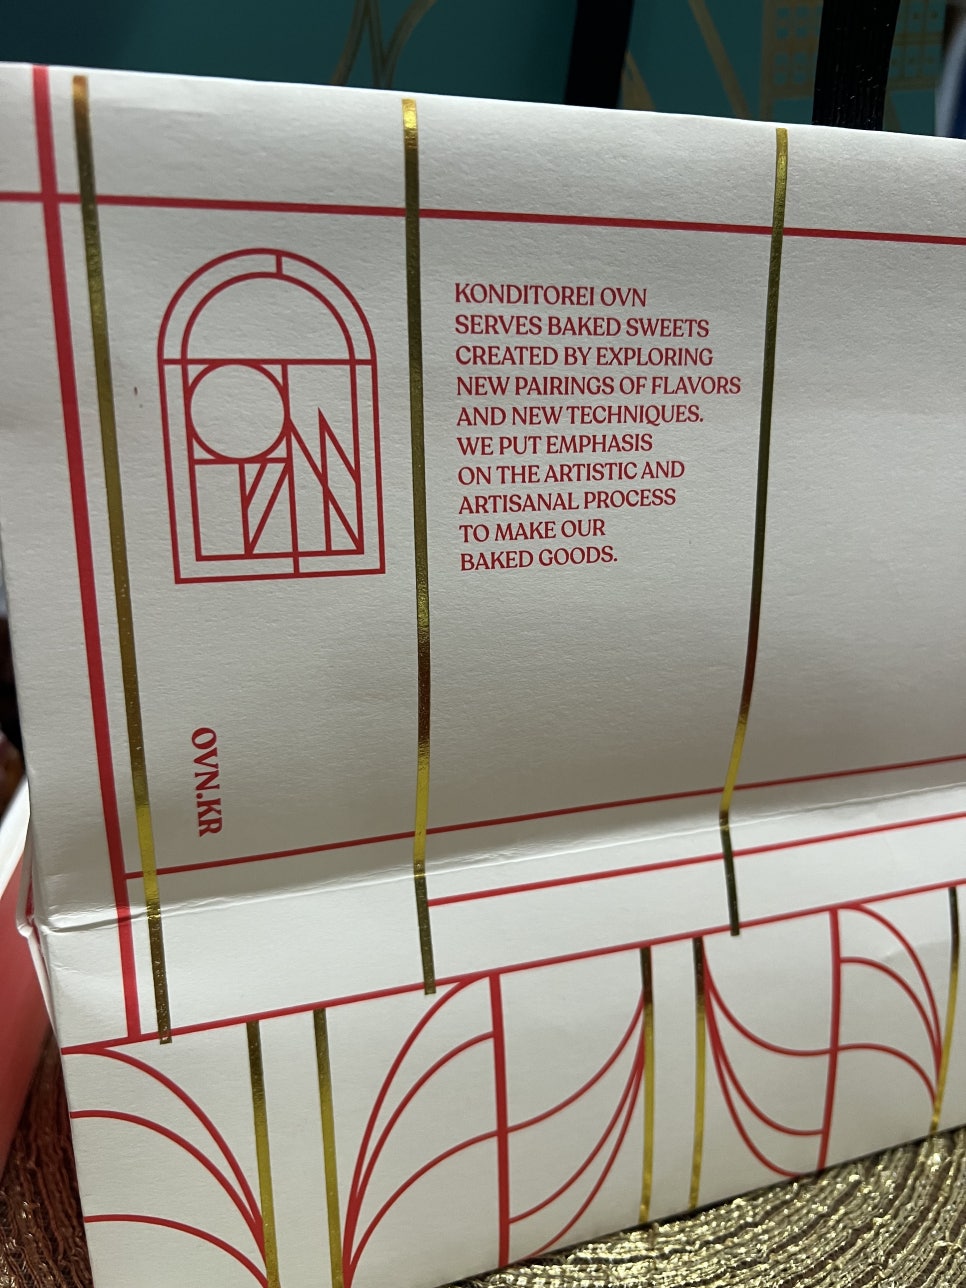 KONDITOREI OVN
SERVES BAKED SWEETS
CREATED BY EXPLORING
NEW PAIRINGS OF FLAVORS
AND NEW TECHNIQUES.
WE PUT EMPHASIS
ON THE ARTISTIC AND
ARTISANAL PROCESS
TO MAKE OUR
BAKED GOODS.
OVN.KR